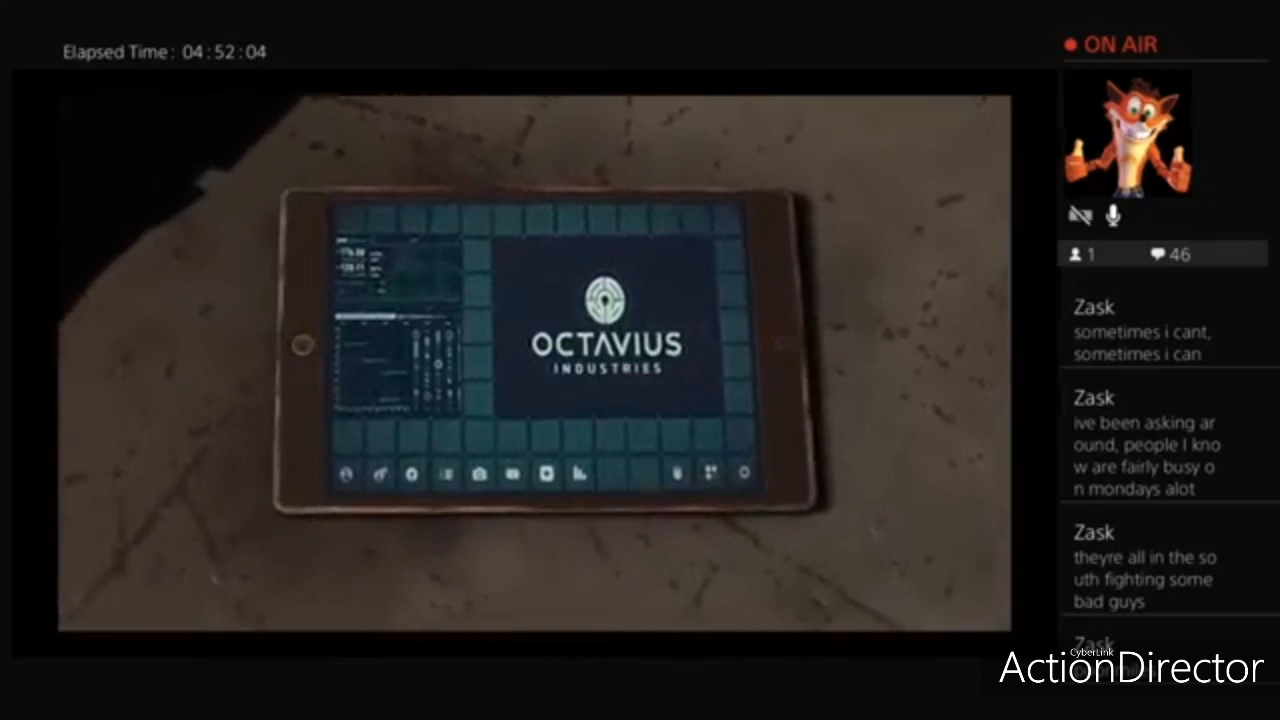 Elapsed Time: 04:52:04
ON AIR
OCTAVIUS
INDUSTRIES
1
46
Zask
sometimes i cant,
sometimes i can
Zask
ive been asking ar
ound, people I kno
w are fairly busy o
n mondays alot
Zask
theyre all in the so
uth fighting some
bad guys
Zask
CyberLink
ActionDirector